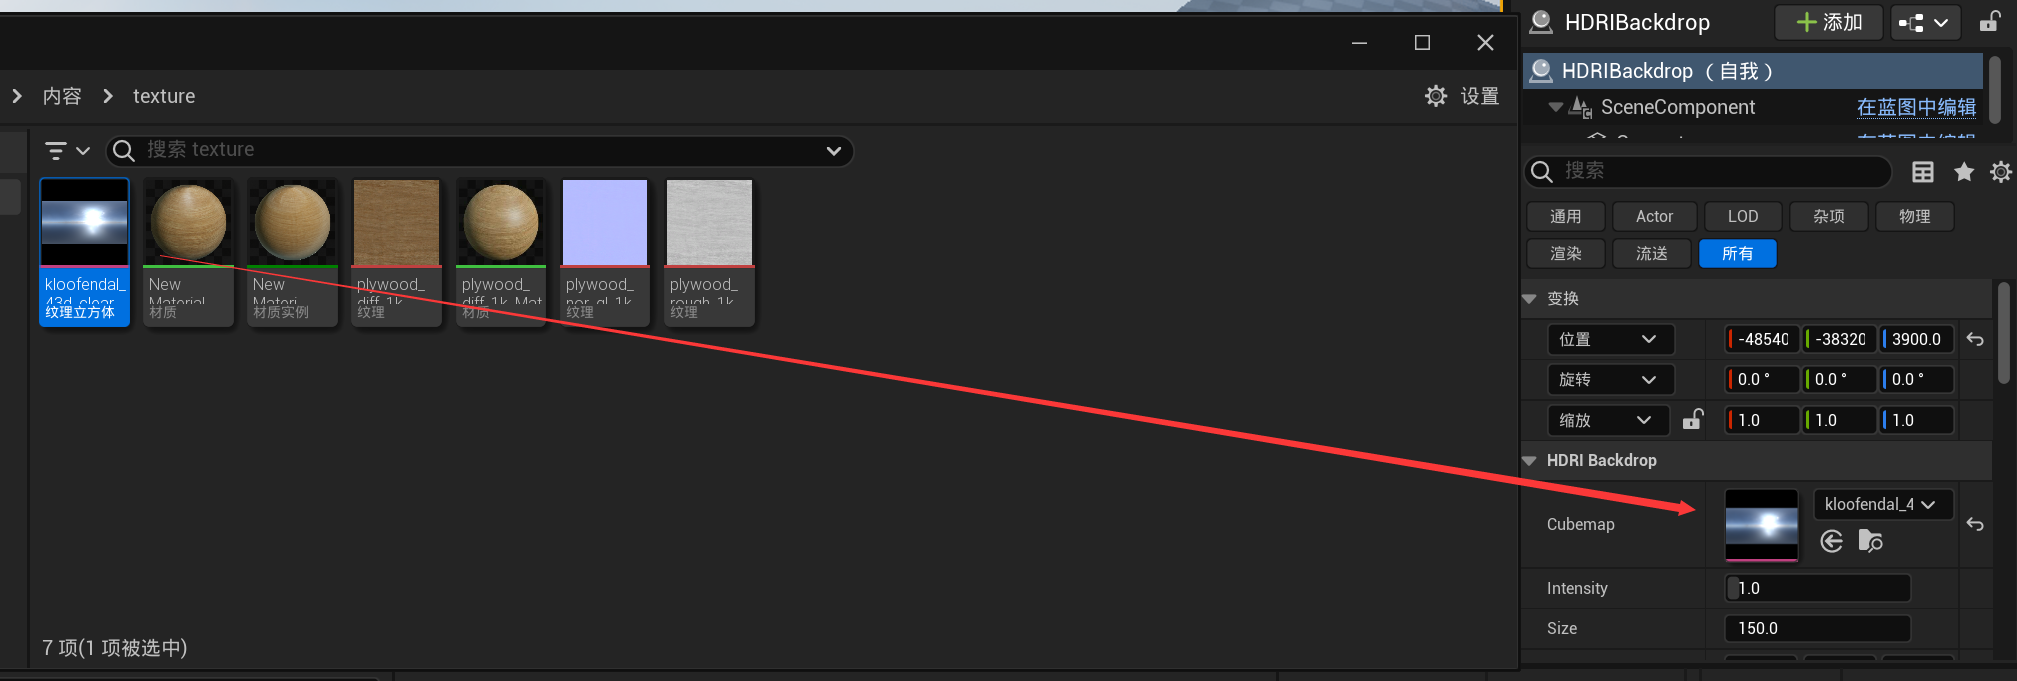 HDRIBackdrop
添加
HDRIBackdrop（自我）
SceneComponent
在蓝图中编辑
内容
texture
设置
搜索 texture
搜索
通用
Actor
LOD
杂项
物理
渲染
流送
所有
kloofendal_
43d_clear
纹理立方体
New
Material
材质
New
Materi
材质实例
plywood_
diff_1k
纹理
plywood_
diff_1k_Mat
材质
plywood_
nor_gl_1k
纹理
plywood_
rough_1k
纹理
变换
位置
-48540
-38320
3900.0
旋转
0.0 °
0.0 °
0.0 °
缩放
1.0
1.0
1.0
HDRI Backdrop
Cubemap
kloofendal_4
Intensity
1.0
Size
150.0
7 项(1 项被选中)